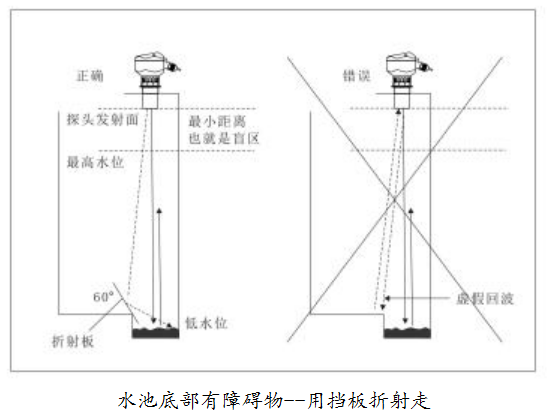 正确
错误
探头发射面
最小距离
也就是盲区
最高水位
60°
虚假回波
低水位
折射板
水池底部有障碍物--用挡板折射走